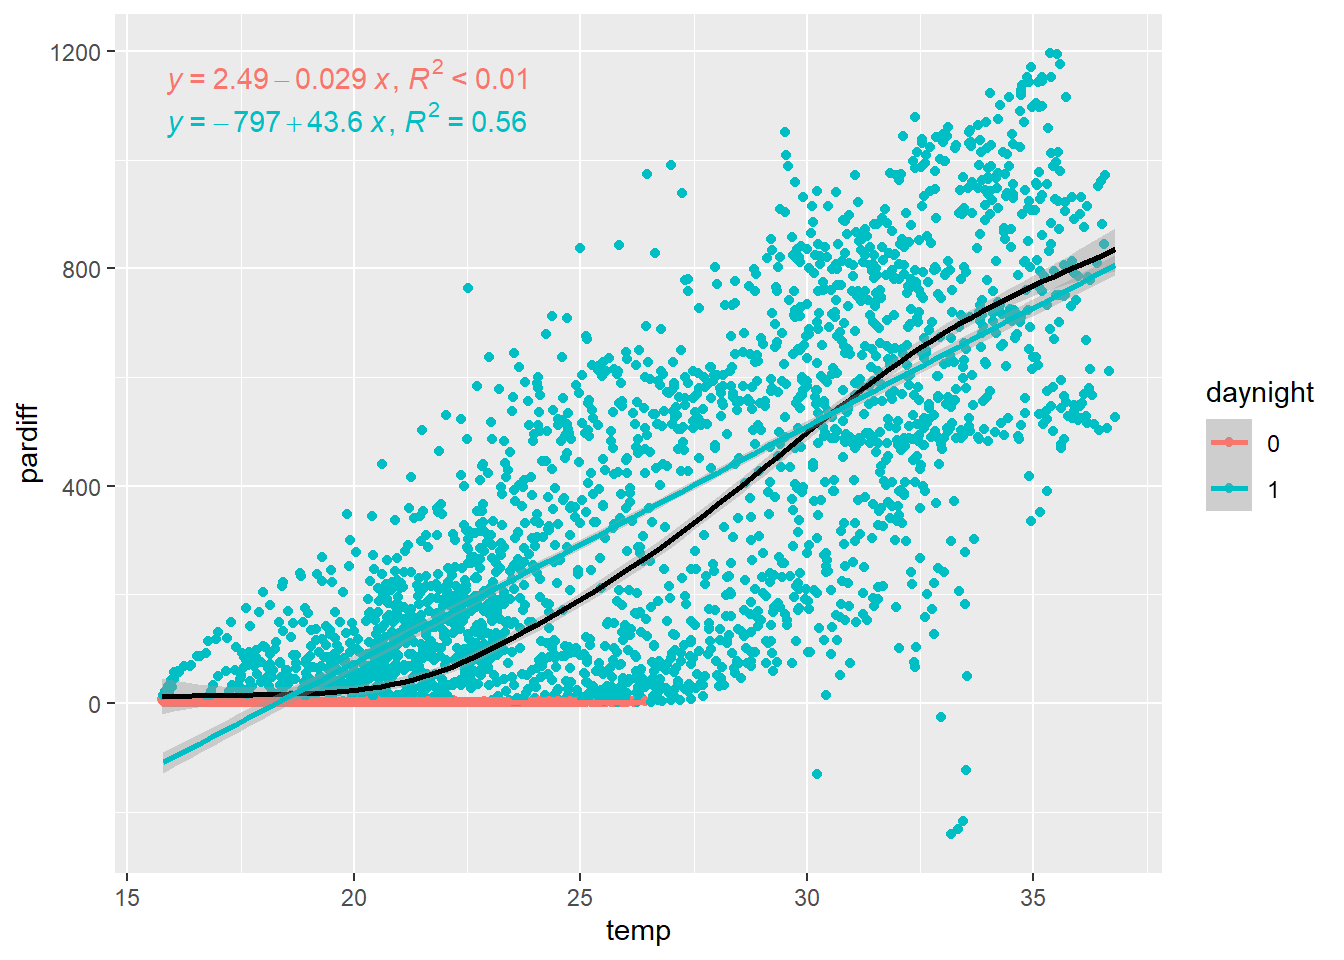 1200
800
400
0
y = 2.49 − 0.029 x, R² < 0.01
y = − 797 + 43.6 x, R² = 0.56
15 20 25 30 35
temp
pardiff
daynight
0
1